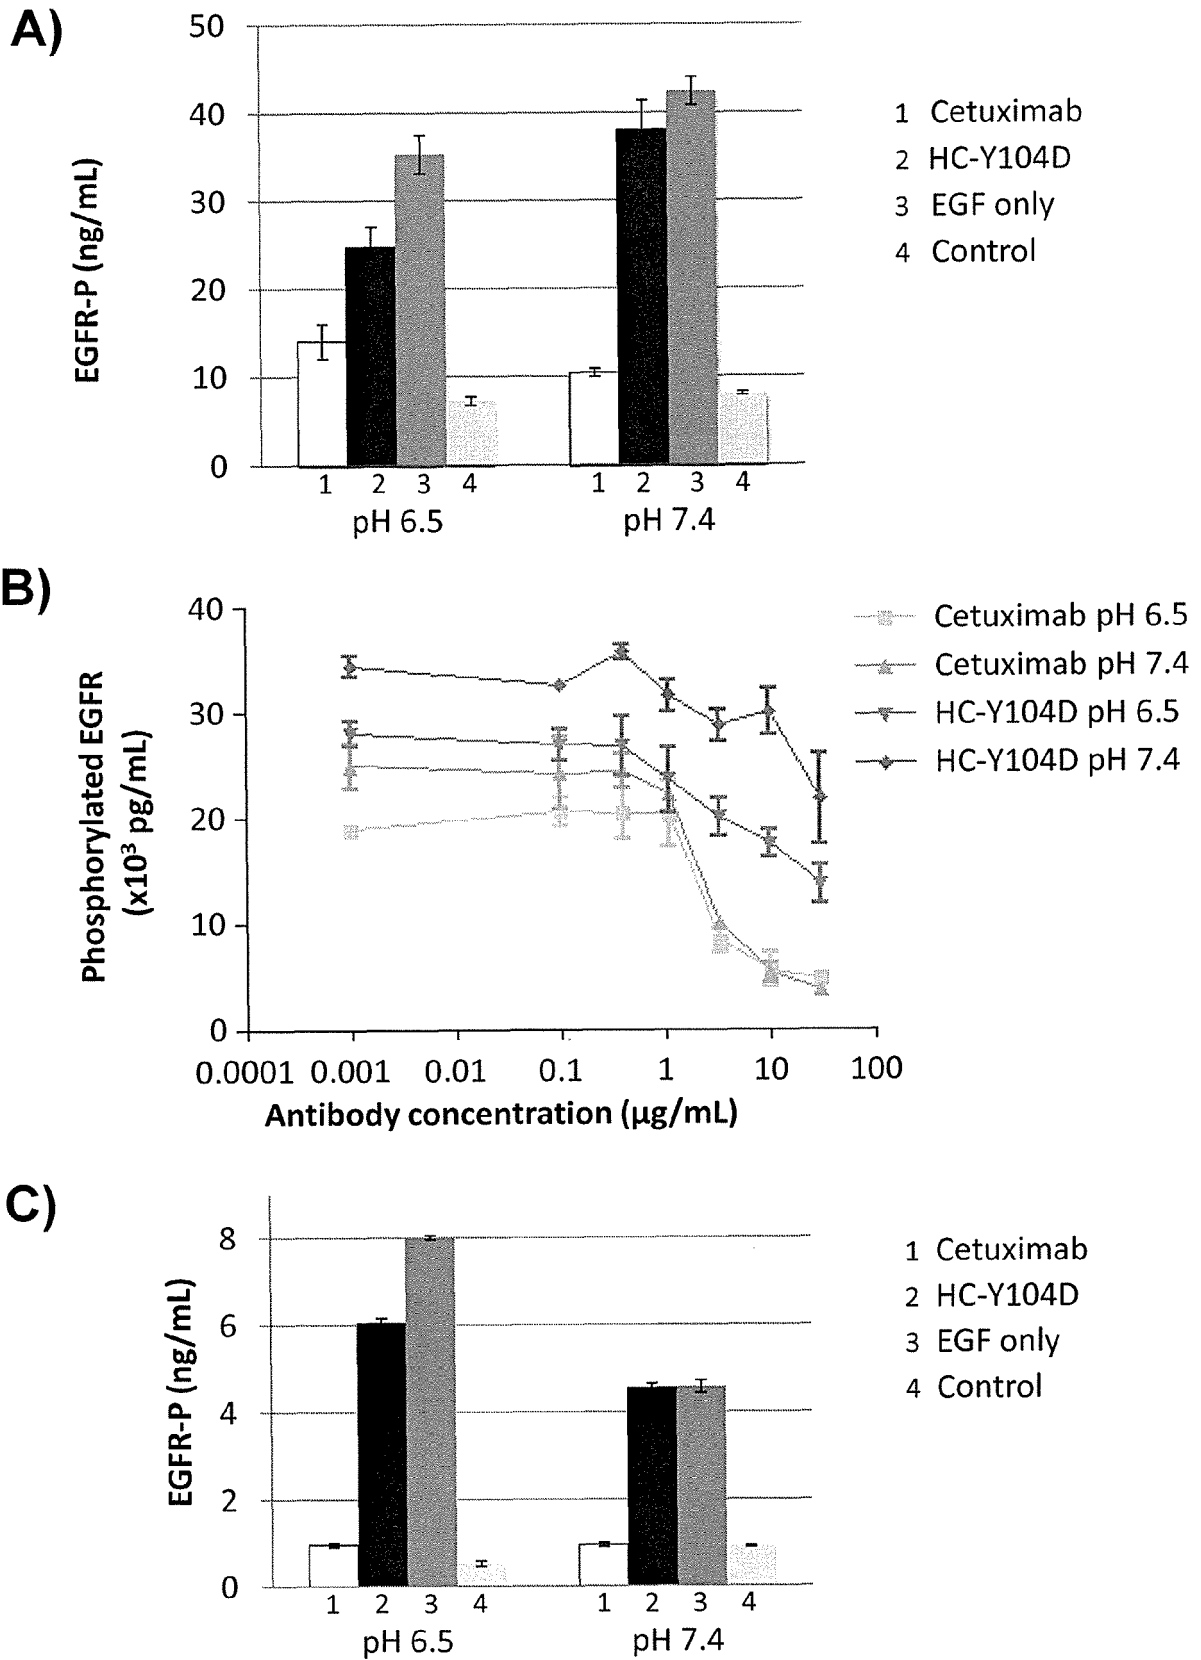 A)
50
40
30
20
10
0
EGFR-P (ng/mL)
1 2 3 4 1 2 3 4
pH 6.5 pH 7.4
1 Cetuximab
2 HC-Y104D
3 EGF only
4 Control
B)
40
30
20
10
0
Phosphorylated EGFR
(x10³ pg/mL)
0.0001 0.001 0.01 0.1 1 10 100
Antibody concentration (µg/mL)
Cetuximab pH 6.5
Cetuximab pH 7.4
HC-Y104D pH 6.5
HC-Y104D pH 7.4
C)
8
6
4
2
0
EGFR-P (ng/mL)
1 2 3 4 1 2 3 4
pH 6.5 pH 7.4
1 Cetuximab
2 HC-Y104D
3 EGF only
4 Control